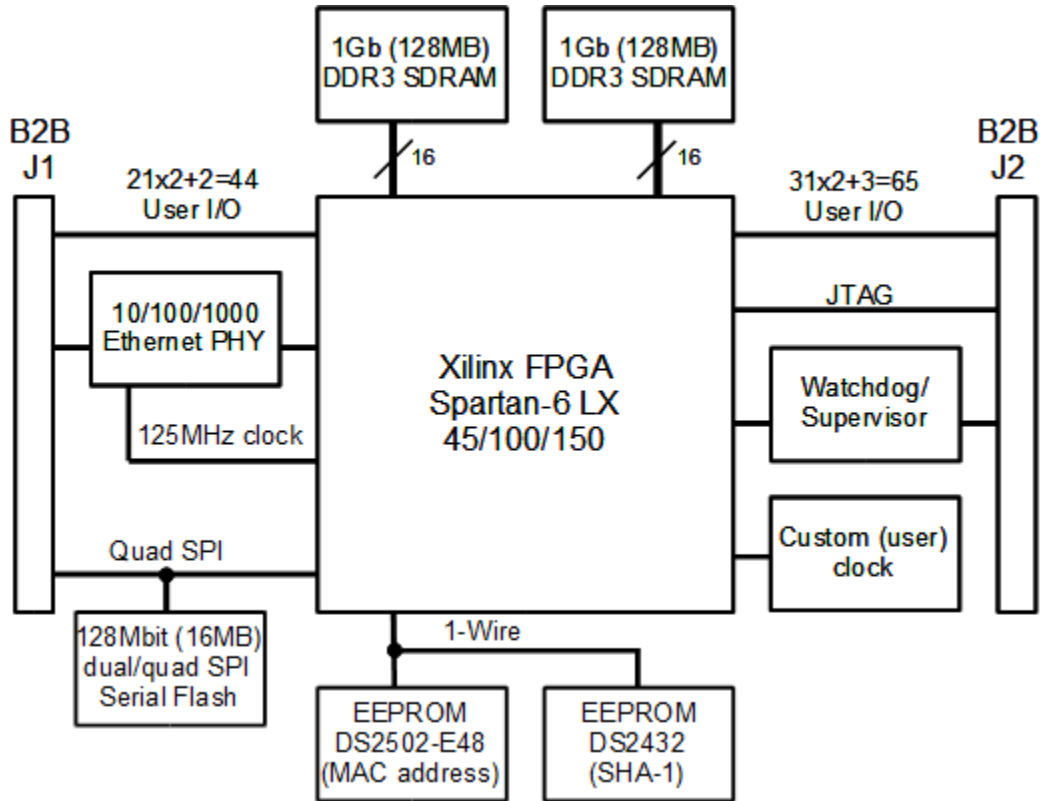 1Gb (128MB)
DDR3 SDRAM
1Gb (128MB)
DDR3 SDRAM
B2B
J1
B2B
J2
16
16
21x2+2=44
User I/O
31x2+3=65
User I/O
10/100/1000
Ethernet PHY
JTAG
Xilinx FPGA
Spartan-6 LX
45/100/150
Watchdog/
Supervisor
125MHz clock
Custom (user)
clock
Quad SPI
128Mbit (16MB)
dual/quad SPI
Serial Flash
1-Wire
EEPROM
DS2502-E48
(MAC address)
EEPROM
DS2432
(SHA-1)